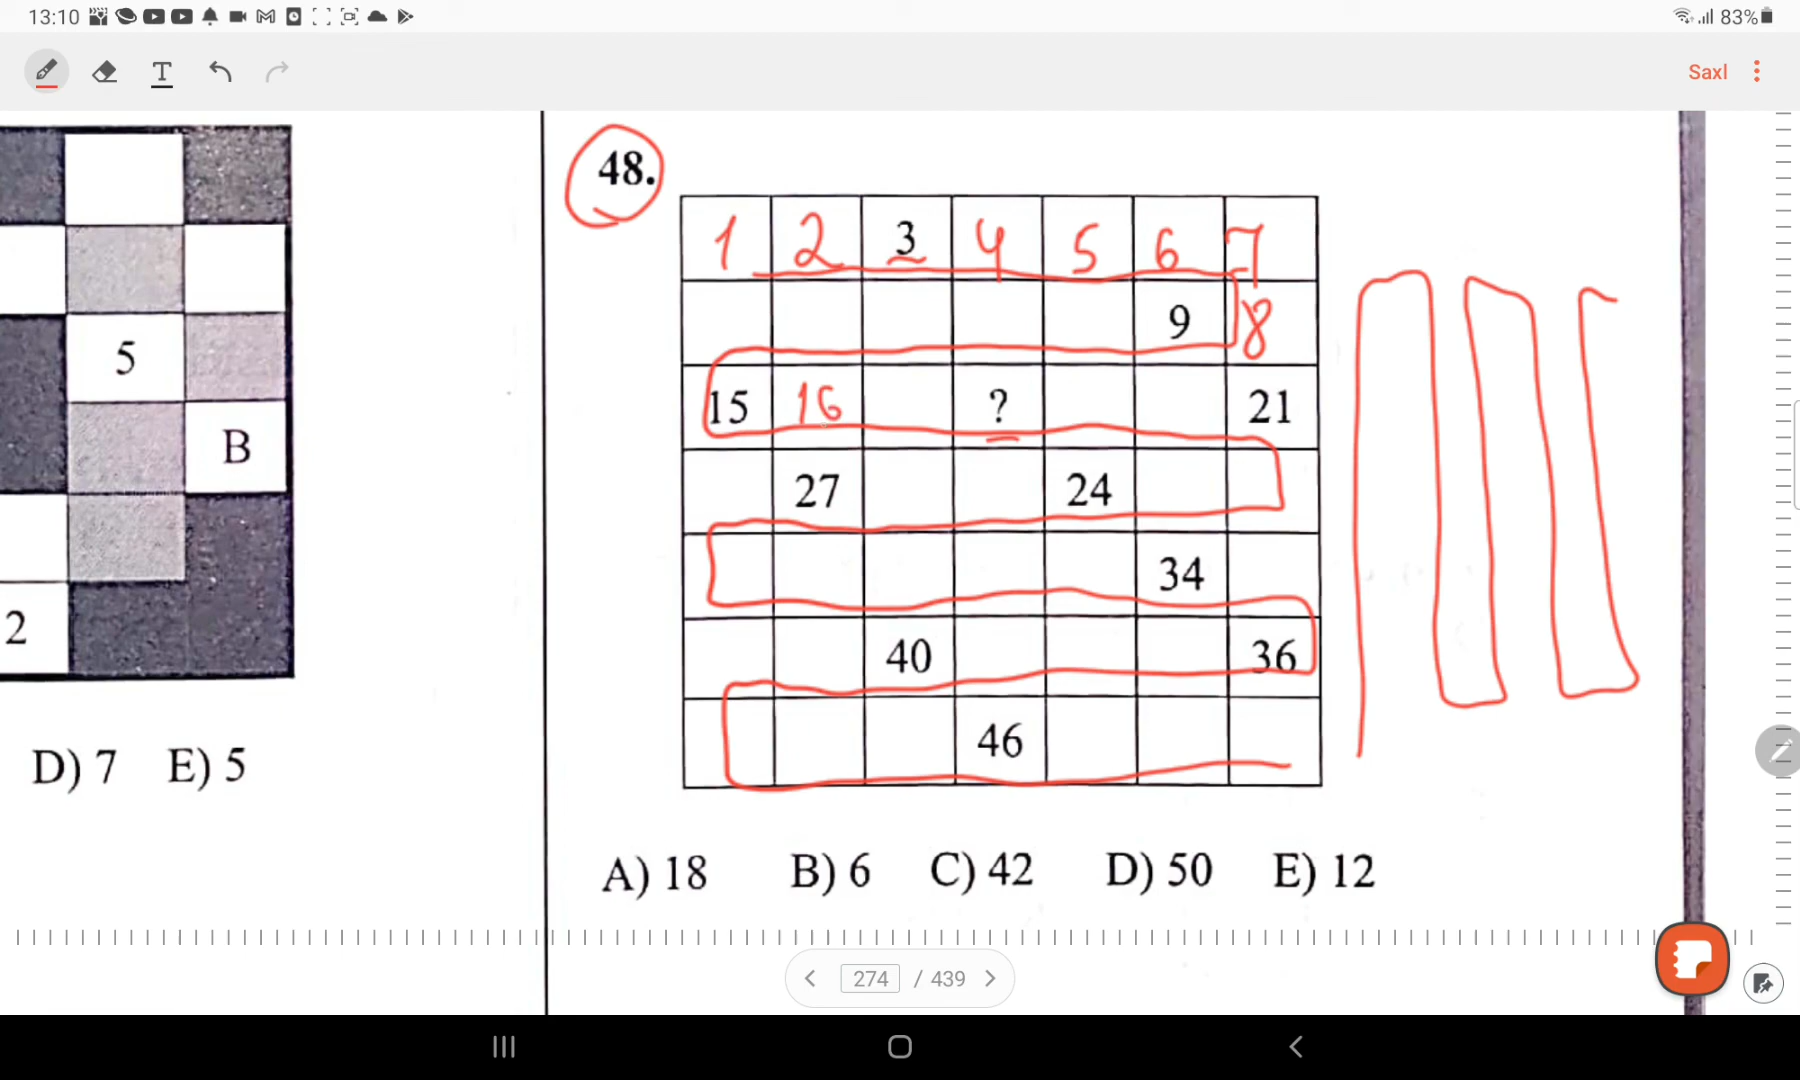 13:10
83%
T
Saxl
48.
1 2 3 4 5 6 7
9 8
5
15 16 ? 21
B
27 24
34
2
40 36
46
D) 7 E) 5
A) 18 B) 6 C) 42 D) 50 E) 12
274 / 439